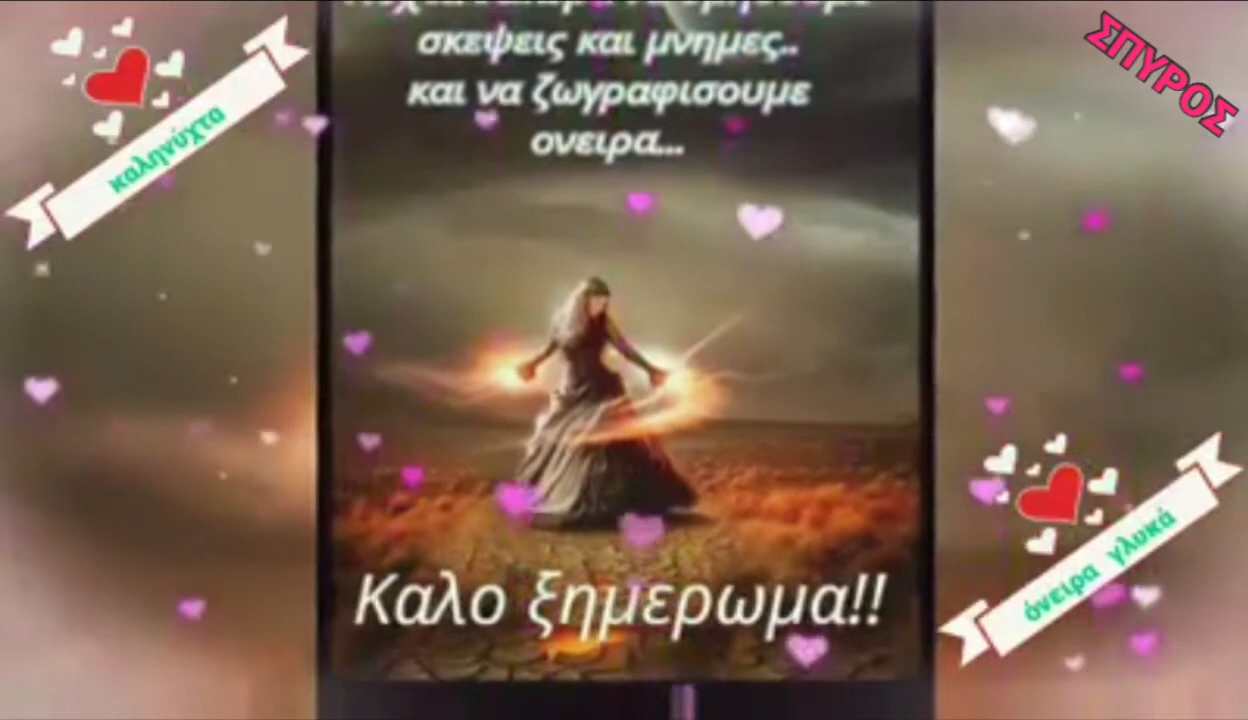 σκεψεις και μνημες..
και να ζωγραφισουμε
ονειρα...
Καλο ξημερωμα!!
καληνύχτα
ΣΠΥΡΟΣ
όνειρα γλυκά